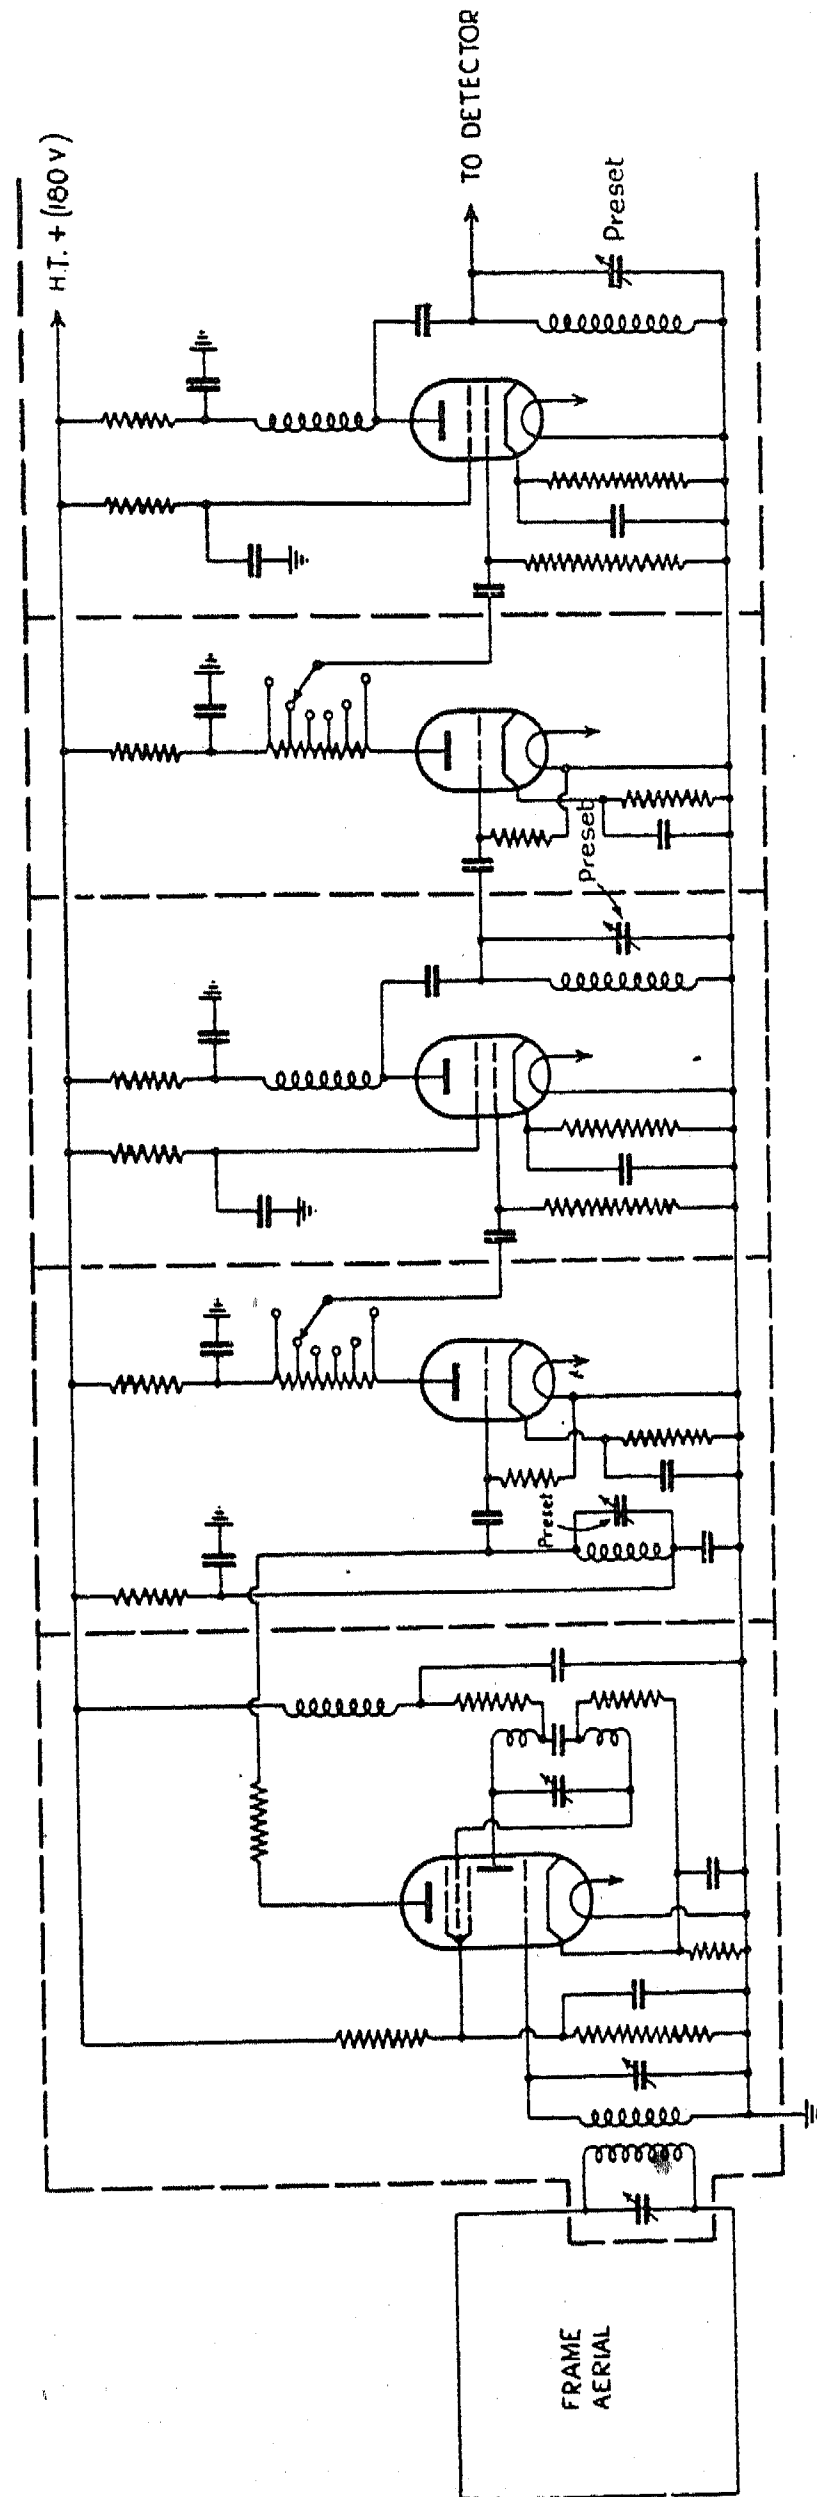 H.T. + (180 V)
TO DETECTOR
Preset
Preset
Preset
FRAME
AERIAL